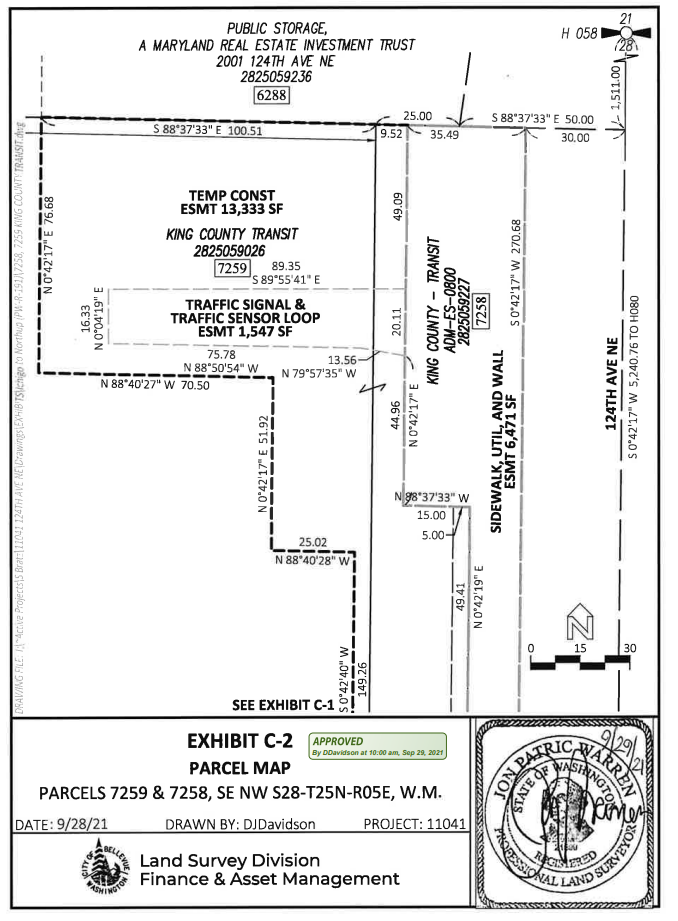 PUBLIC STORAGE,
A MARYLAND REAL ESTATE INVESTMENT TRUST
2001 124TH AVE NE
2825059236
6288
21
H 058
28
1,511.00
25.00
S 88°37'33" E 50.00
S 88°37'33" E 100.51
9.52
35.49
30.00
N 0°42'17" E 76.68
TEMP CONST
ESMT 13,333 SF
KING COUNTY TRANSIT
2825059026
7259
89.35
S 89°55'41" E
49.09
KING COUNTY – TRANSIT
ADM-ES-0800
2825059227
7258
S 0°42'17" W 270.68
16.33
N 0°04'19" E
TRAFFIC SIGNAL &
TRAFFIC SENSOR LOOP
ESMT 1,547 SF
20.11
75.78
N 88°50'54" W
13.56
N 79°57'35" W
N 88°40'27" W 70.50
44.96
N 0°42'17" E
SIDEWALK, UTIL, AND WALL
ESMT 6,471 SF
124TH AVE NE
S 0°42'17" W 5,240.76 TO H080
N 0°42'17" E 51.92
N 88°37'33" W
15.00
5.00
25.02
N 88°40'28" W
49.41
N 0°42'19" E
S 0°42'40" W
149.26
N
0 15 30
SEE EXHIBIT C-1
EXHIBIT C-2
APPROVED
By DDavidson at 10:00 am, Sep 29, 2021
PARCEL MAP
PARCELS 7259 & 7258, SE NW S28-T25N-R05E, W.M.
DATE: 9/28/21 DRAWN BY: DJDavidson PROJECT: 11041
CITY OF BELLEVUE
WASHINGTON
Land Survey Division
Finance & Asset Management
9/29/21
JON PATRIC WARREN
STATE OF WASHINGTON
REGISTERED
PROFESSIONAL LAND SURVEYOR